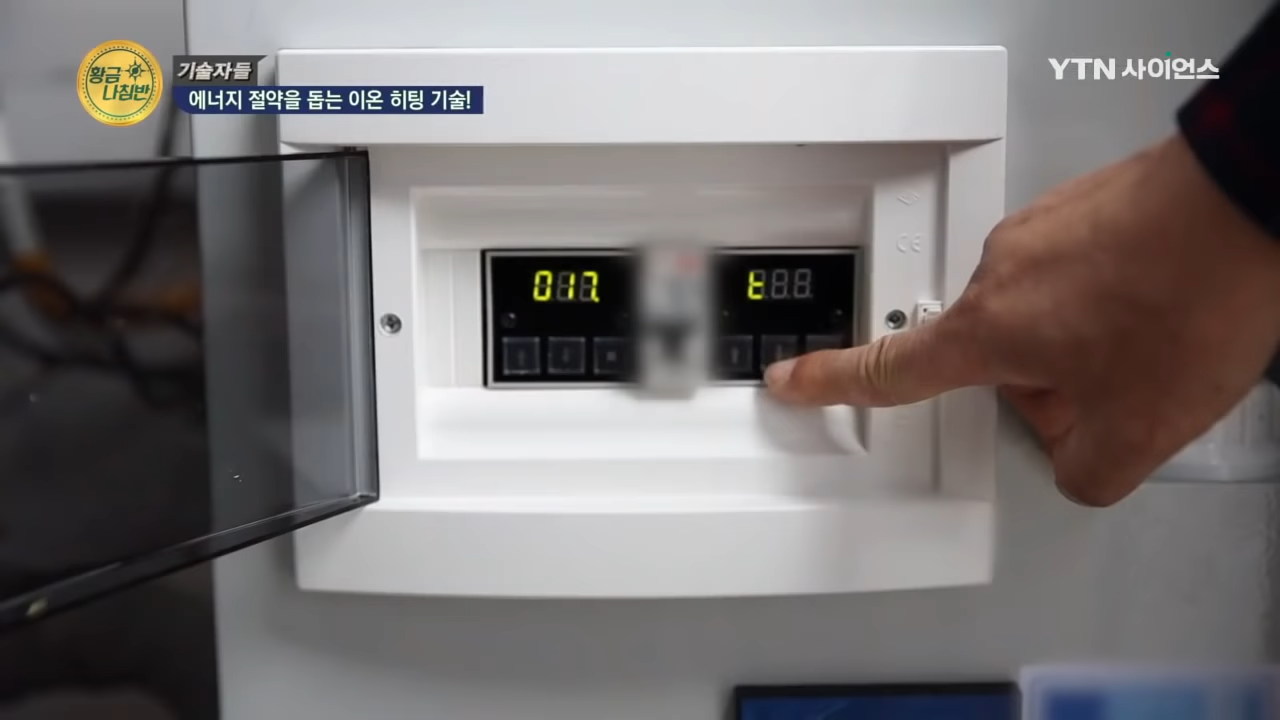 황금
나침반
기술자들
에너지 절약을 돕는 이온 히팅 기술!
YTN 사이언스
017.
t
CE